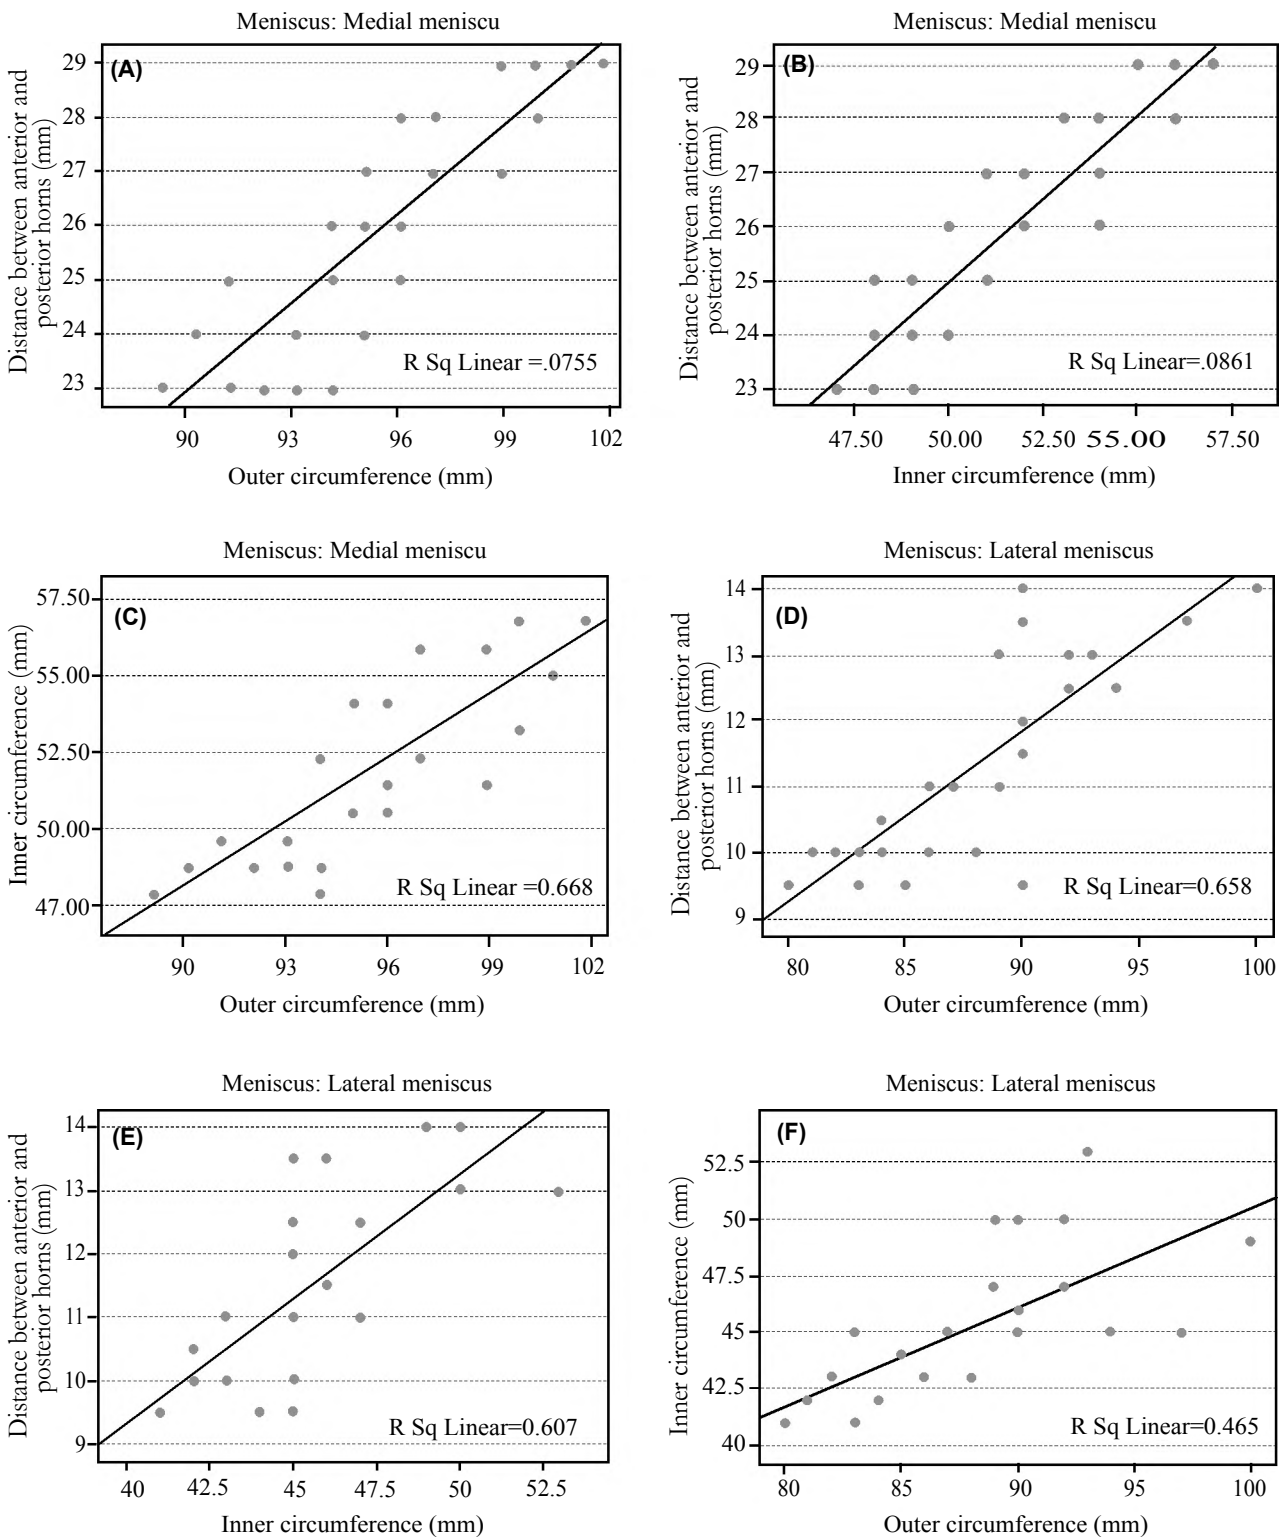 Meniscus: Medial meniscu
(A)
Distance between anterior and
posterior horns (mm)
29
28
27
26
25
24
23
R Sq Linear =.0755
90 93 96 99 102
Outer circumference (mm)
Meniscus: Medial meniscu
(B)
Distance between anterior and
posterior horns (mm)
29
28
27
26
25
24
23
R Sq Linear=.0861
47.50 50.00 52.50 55.00 57.50
Inner circumference (mm)
Meniscus: Medial meniscu
(C)
Inner circumference (mm)
57.50
55.00
52.50
50.00
47.00
R Sq Linear =0.668
90 93 96 99 102
Outer circumference (mm)
Meniscus: Lateral meniscus
(D)
Distance between anterior and
posterior horns (mm)
14
13
12
11
10
9
R Sq Linear=0.658
80 85 90 95 100
Outer circumference (mm)
Meniscus: Lateral meniscus
(E)
Distance between anterior and
posterior horns (mm)
14
13
12
11
10
9
R Sq Linear=0.607
40 42.5 45 47.5 50 52.5
Inner circumference (mm)
Meniscus: Lateral meniscus
(F)
Inner circumference (mm)
52.5
50
47.5
45
42.5
40
R Sq Linear=0.465
80 85 90 95 100
Outer circumference (mm)